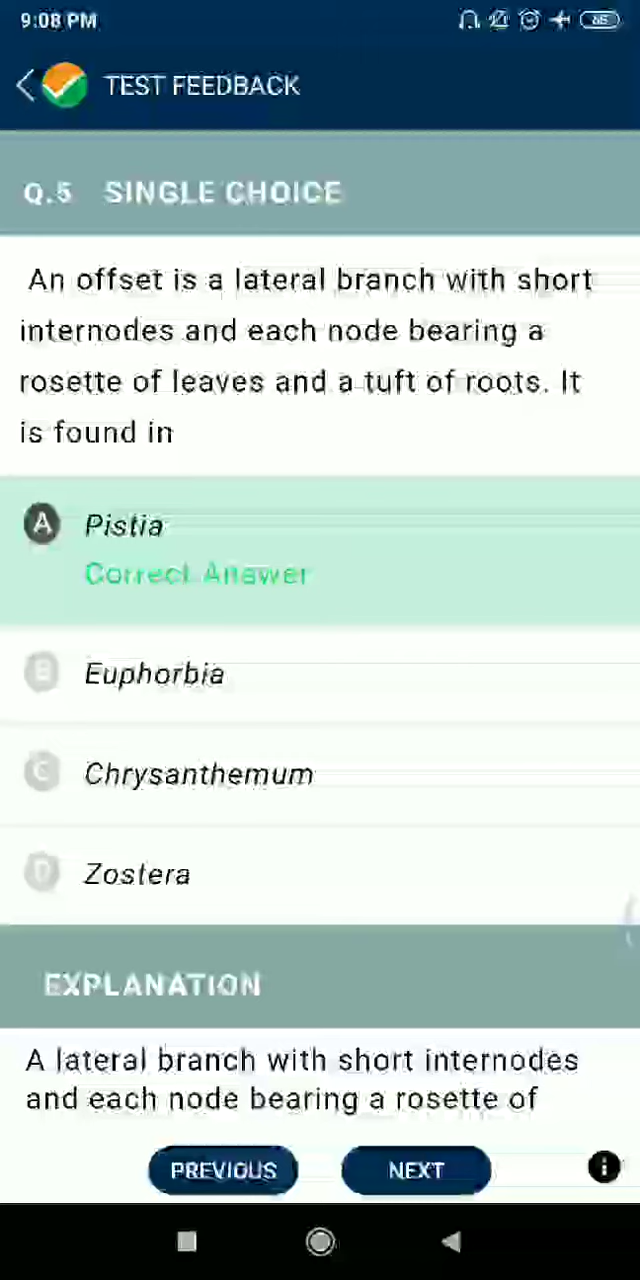 9:08 PM
TEST FEEDBACK
Q.5 SINGLE CHOICE
An offset is a lateral branch with short
internodes and each node bearing a
rosette of leaves and a tuft of roots. It
is found in
A Pistia
Correct Answer
B Euphorbia
C Chrysanthemum
D Zostera
EXPLANATION
A lateral branch with short internodes
and each node bearing a rosette of
PREVIOUS NEXT